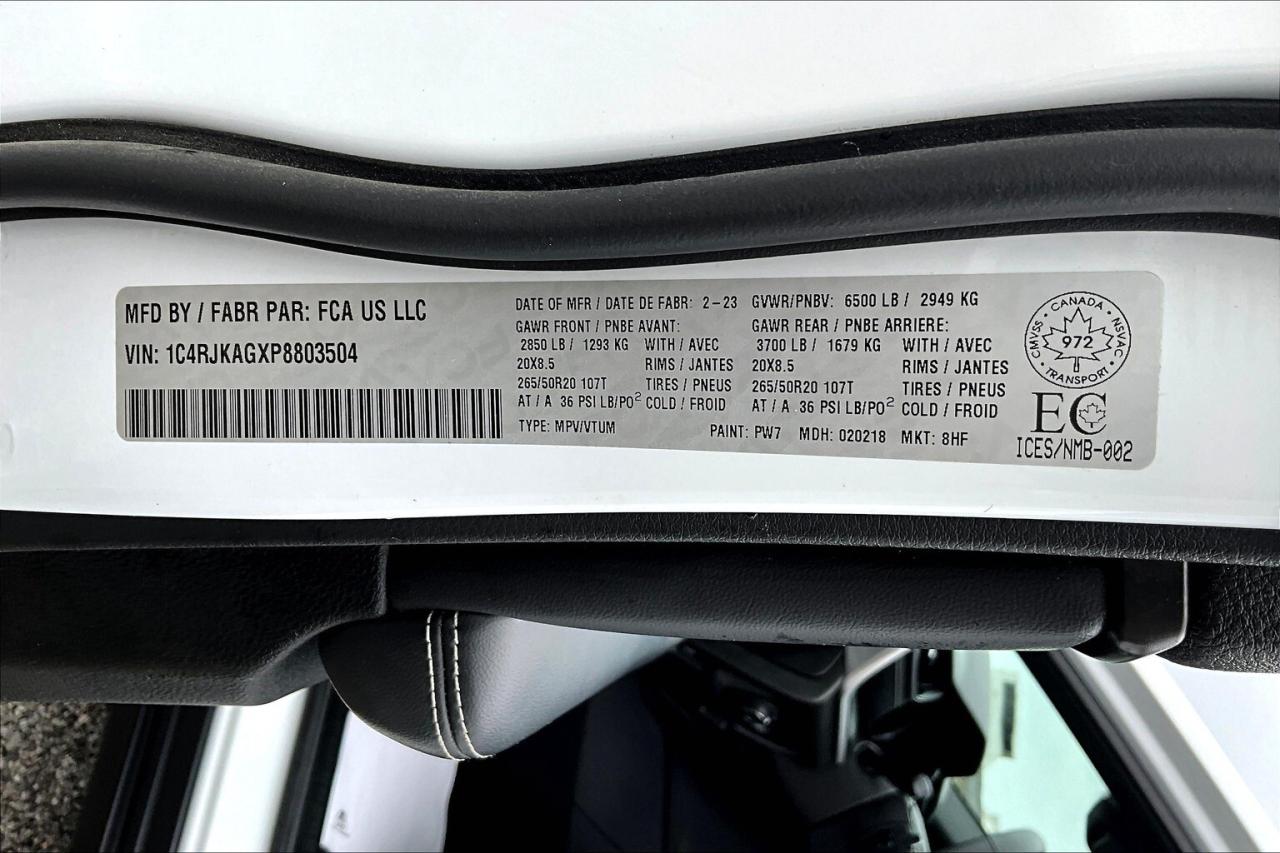 MFD BY / FABR PAR: FCA US LLC
VIN: 1C4RJKAGXP8803504
DATE OF MFR / DATE DE FABR: 2-23
GVWR/PNBV: 6500 LB / 2949 KG
GAWR FRONT / PNBE AVANT:
2850 LB / 1293 KG WITH / AVEC
20X8.5 RIMS / JANTES
265/50R20 107T TIRES / PNEUS
AT / A 36 PSI LB/PO² COLD / FROID
GAWR REAR / PNBE ARRIERE:
3700 LB / 1679 KG WITH / AVEC
20X8.5 RIMS / JANTES
265/50R20 107T TIRES / PNEUS
AT / A 36 PSI LB/PO² COLD / FROID
TYPE: MPV/VTUM PAINT: PW7 MDH: 020218 MKT: 8HF
CANADA
CMVSS 972 NSVAC
TRANSPORT
EC
ICES/NMB-002